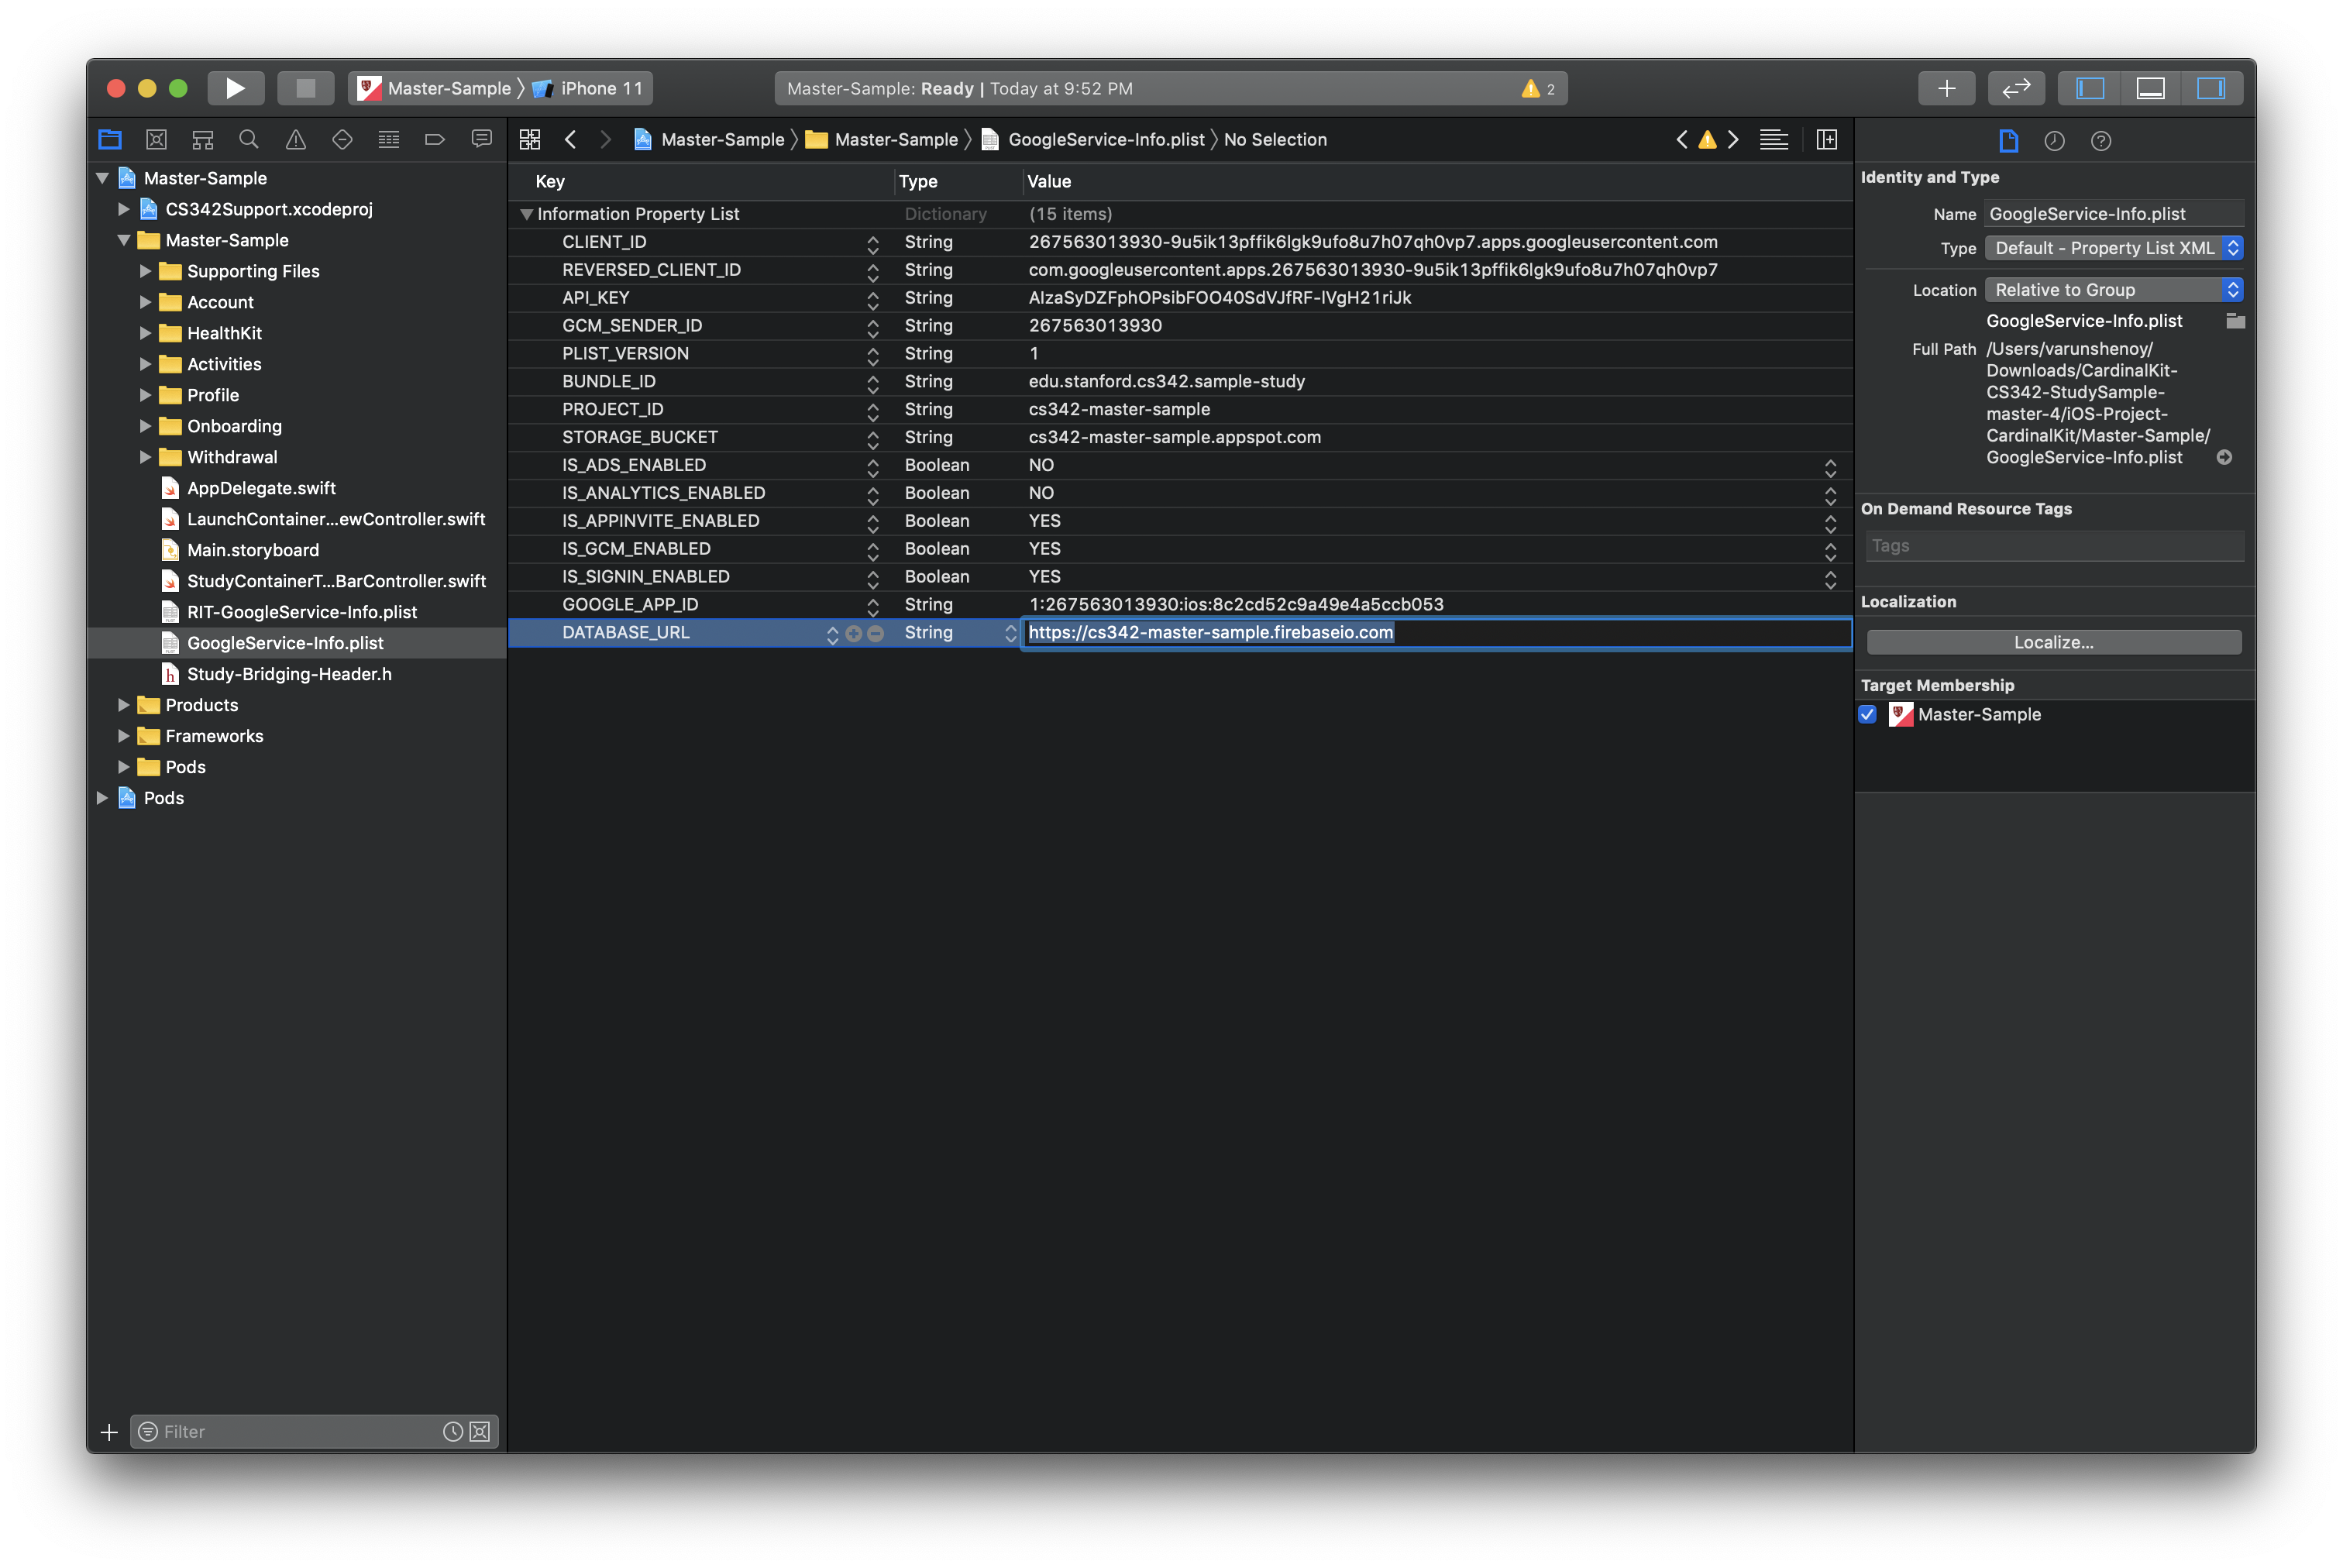 Master-Sample 〉 iPhone 11
Master-Sample: Ready | Today at 9:52 PM
2
Master-Sample 〉 Master-Sample 〉 GoogleService-Info.plist 〉 No Selection
Master-Sample
CS342Support.xcodeproj
Master-Sample
Supporting Files
Account
HealthKit
Activities
Profile
Onboarding
Withdrawal
AppDelegate.swift
LaunchContainer...ewController.swift
Main.storyboard
StudyContainerT...BarController.swift
RIT-GoogleService-Info.plist
GoogleService-Info.plist
Study-Bridging-Header.h
Products
Frameworks
Pods
Pods
Filter
Key Type Value
Information Property List Dictionary (15 items)
CLIENT_ID String 267563013930-9u5ik13pffik6lgk9ufo8u7h07qh0vp7.apps.googleusercontent.com
REVERSED_CLIENT_ID String com.googleusercontent.apps.267563013930-9u5ik13pffik6lgk9ufo8u7h07qh0vp7
API_KEY String AIzaSyDZFphOPsibFOO40SdVJfRF-lVgH21riJk
GCM_SENDER_ID String 267563013930
PLIST_VERSION String 1
BUNDLE_ID String edu.stanford.cs342.sample-study
PROJECT_ID String cs342-master-sample
STORAGE_BUCKET String cs342-master-sample.appspot.com
IS_ADS_ENABLED Boolean NO
IS_ANALYTICS_ENABLED Boolean NO
IS_APPINVITE_ENABLED Boolean YES
IS_GCM_ENABLED Boolean YES
IS_SIGNIN_ENABLED Boolean YES
GOOGLE_APP_ID String 1:267563013930:ios:8c2cd52c9a49e4a5ccb053
DATABASE_URL String https://cs342-master-sample.firebaseio.com
Identity and Type
Name GoogleService-Info.plist
Type Default - Property List XML
Location Relative to Group
GoogleService-Info.plist
Full Path /Users/varunshenoy/
Downloads/CardinalKit-
CS342-StudySample-
master-4/iOS-Project-
CardinalKit/Master-Sample/
GoogleService-Info.plist
On Demand Resource Tags
Tags
Localization
Localize...
Target Membership
Master-Sample